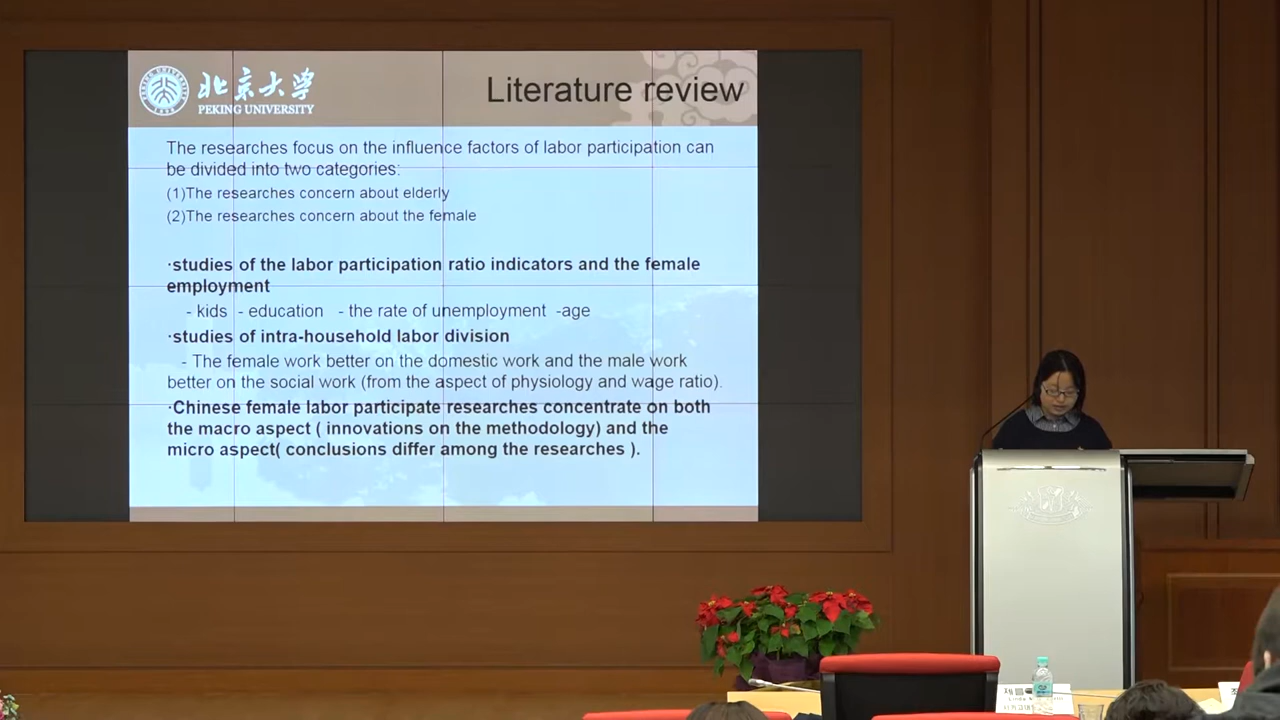 北京大学
PEKING UNIVERSITY
Literature review
The researches focus on the influence factors of labor participation can
be divided into two categories:
(1)The researches concern about elderly
(2)The researches concern about the female
·studies of the labor participation ratio indicators and the female
employment
- kids - education - the rate of unemployment -age
·studies of intra-household labor division
- The female work better on the domestic work and the male work
better on the social work (from the aspect of physiology and wage ratio).
·Chinese female labor participate researches concentrate on both
the macro aspect ( innovations on the methodology) and the
micro aspect( conclusions differ among the researches ).